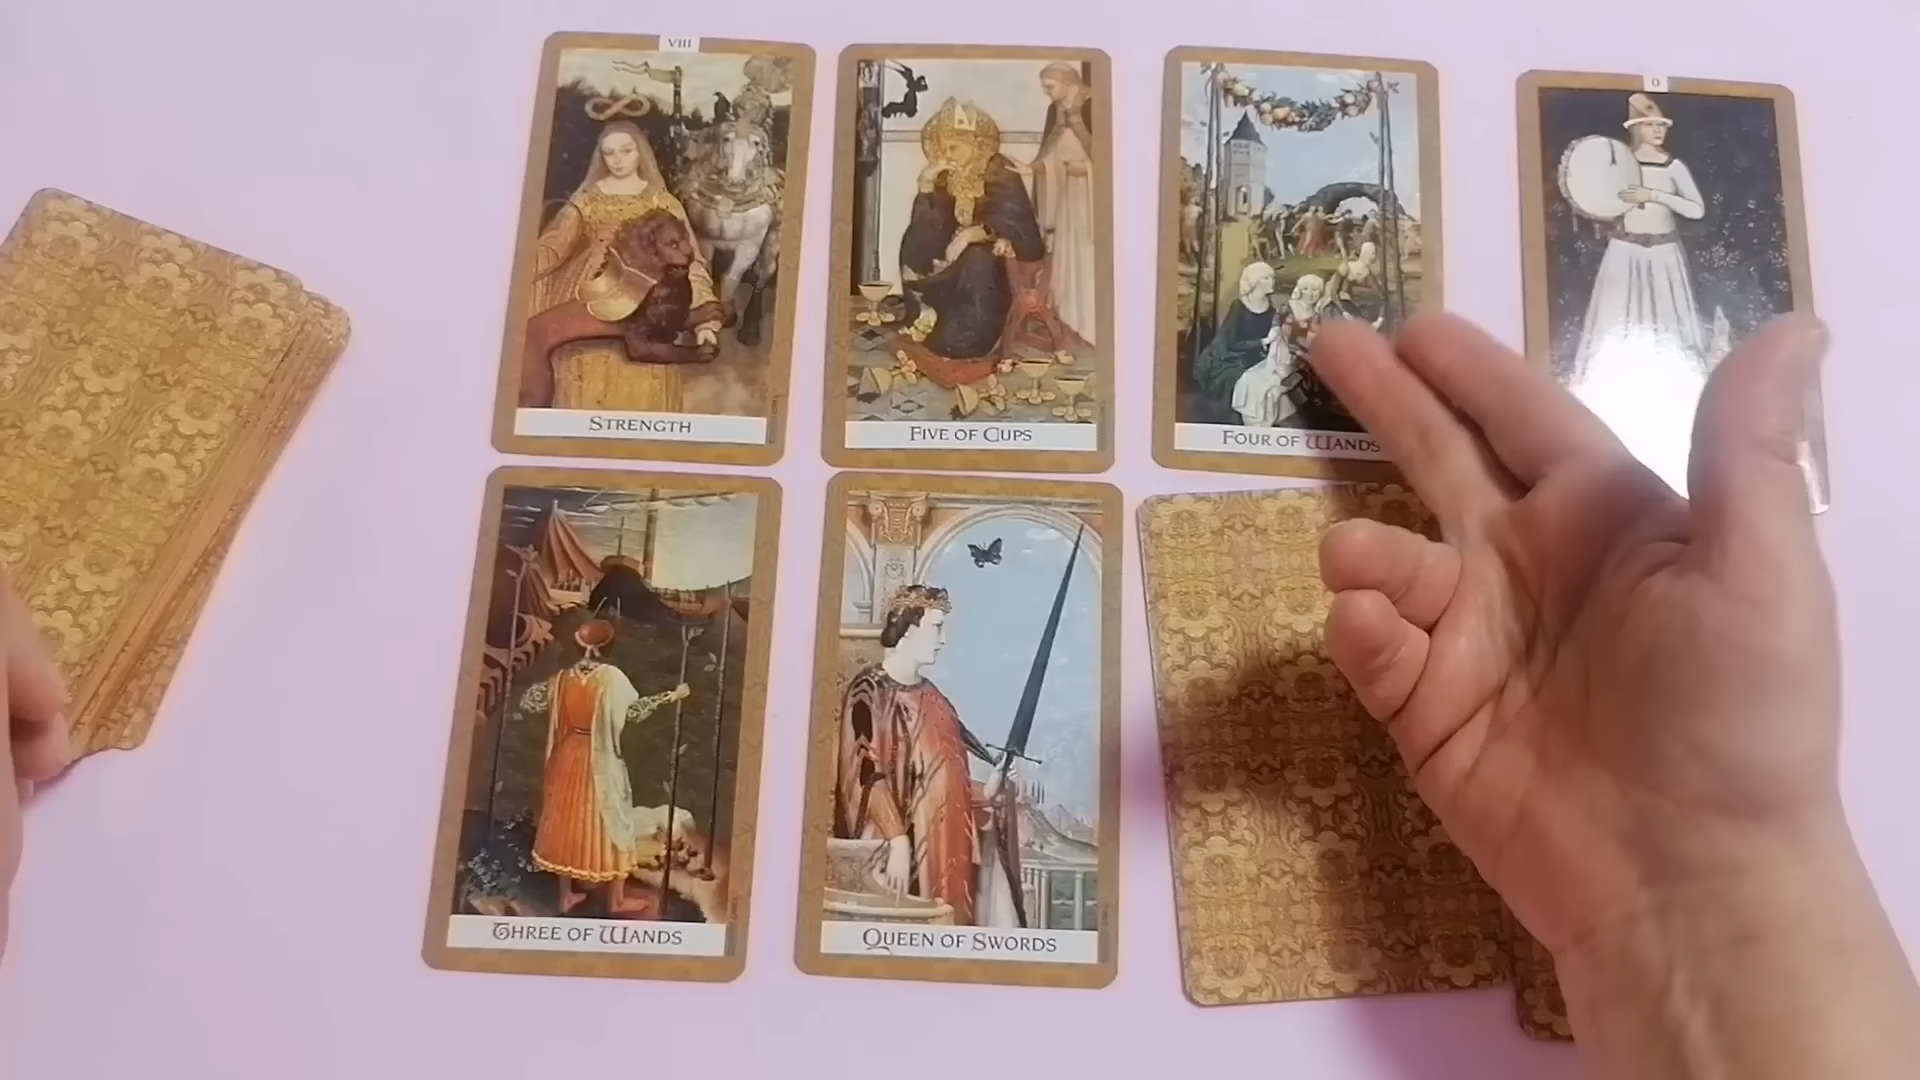 VIII
STRENGTH
FIVE OF CUPS
FOUR OF WANDS
0
THREE OF WANDS
QUEEN OF SWORDS